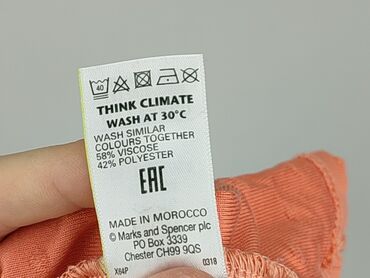 40
THINK CLIMATE
WASH AT 30°C
WASH SIMILAR
COLOURS TOGETHER
58% VISCOSE
42% POLYESTER
EAC
MADE IN MOROCCO
© Marks and Spencer plc
PO Box 3339
Chester CH99 9QS
X64P 0318